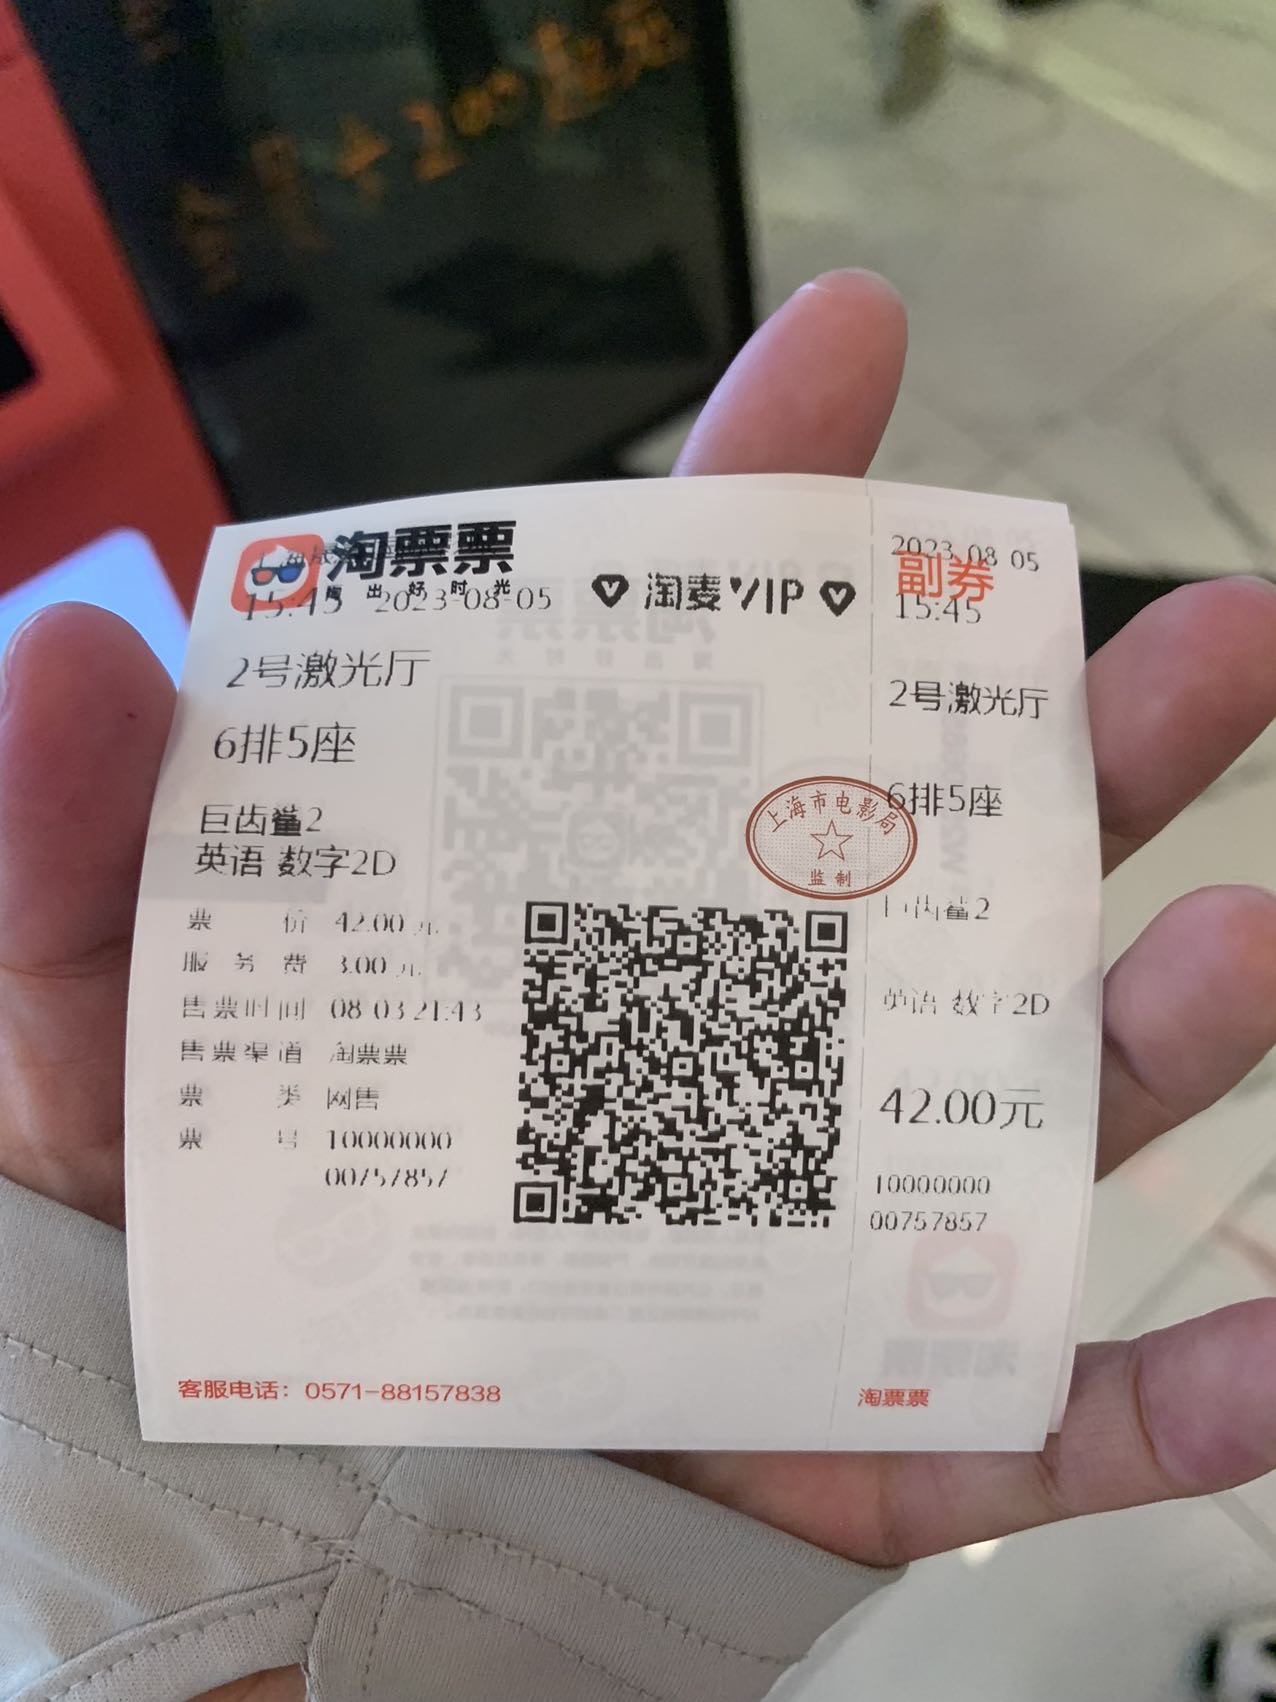 淘票票
淘出好时光
15:45 2023-08-05
淘麦VIP
2号激光厅
6排5座
巨齿鲨2
英语 数字2D
票价 42.00元
服务费 3.00元
售票时间 08-03 21:43
售票渠道 淘票票
票类 网售
票号 10000000
00757857
上海市电影局
监制
客服电话：0571-88157838
副券
2023-08-05
15:45
2号激光厅
6排5座
巨齿鲨2
英语 数字2D
42.00元
10000000
00757857
淘票票